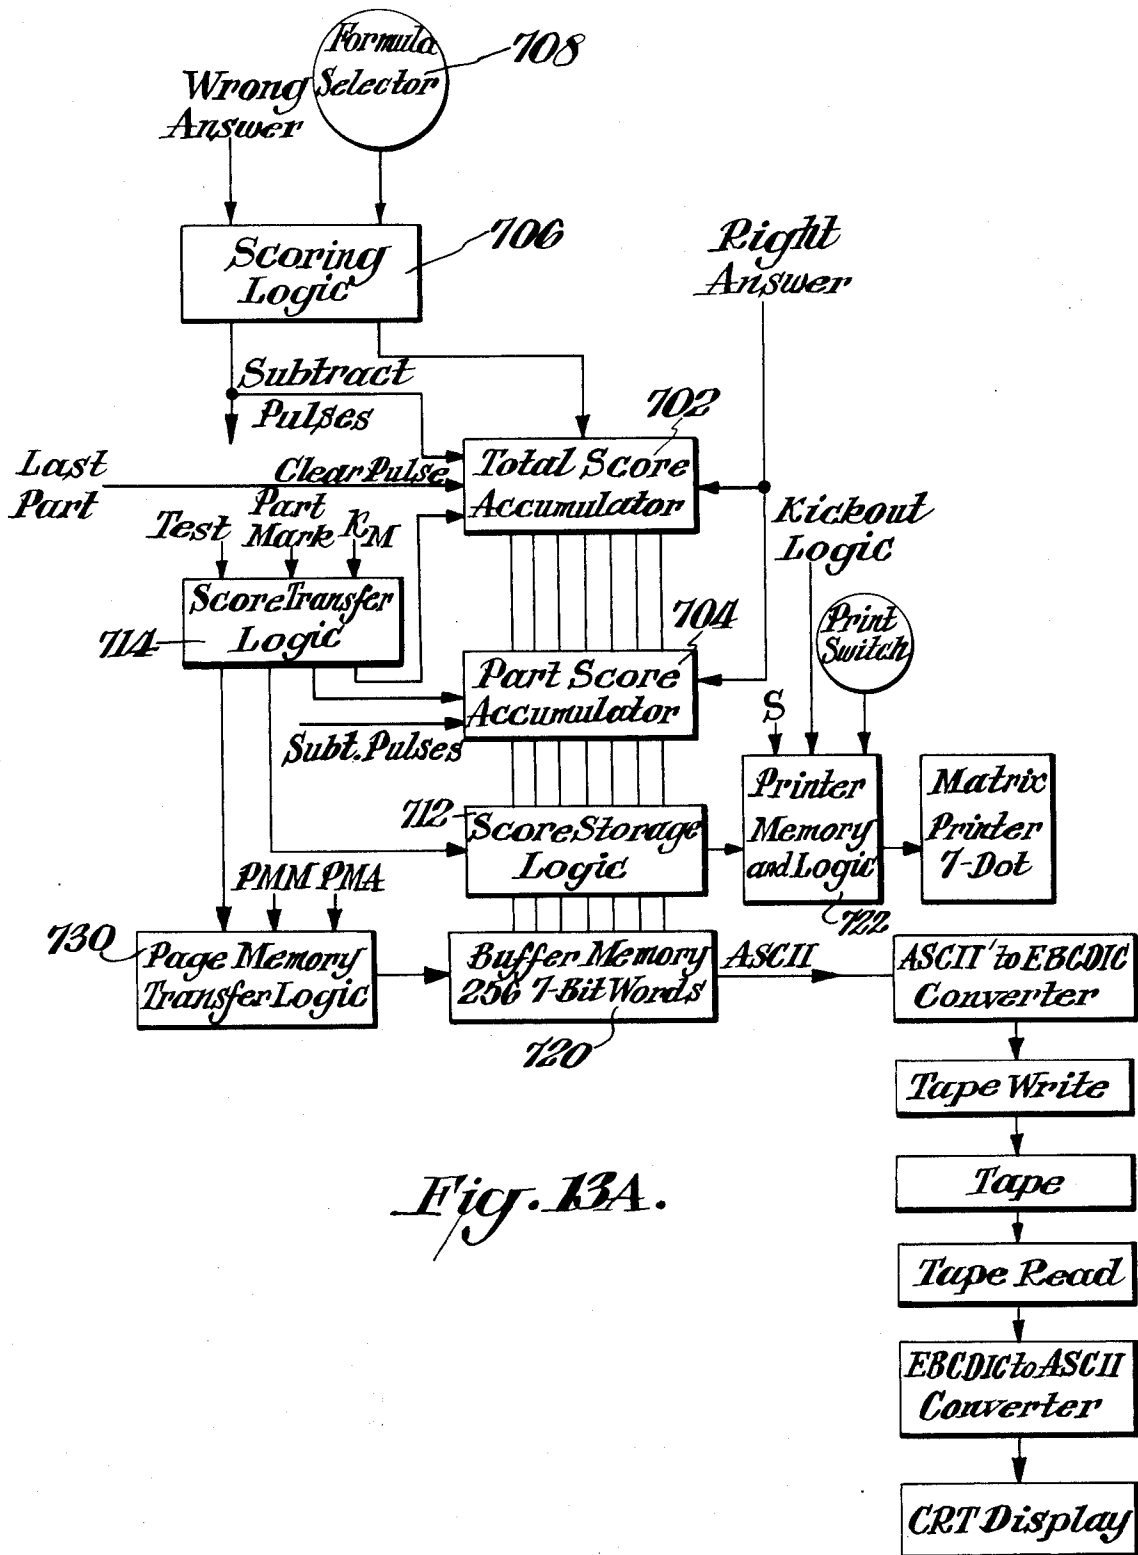 Formula
Selector
708
Wrong
Answer
Scoring
Logic
706
Right
Answer
Subtract
Pulses
702
Last
Part
Clear Pulse
Total Score
Accumulator
Test
Part
Mark
KM
Kickout
Logic
Score Transfer
Logic
714
704
Print
Switch
Part Score
Accumulator
Subt. Pulses
S
712
Score Storage
Logic
Printer
Memory
and Logic
722
Matrix
Printer
7-Dot
PMM PMA
730
Page Memory
Transfer Logic
Buffer Memory
256 7-Bit Words
720
ASCII
ASCII' to EBCDIC
Converter
Tape Write
Tape
Tape Read
EBCDIC to ASCII
Converter
CRT Display
Fig. 13A.